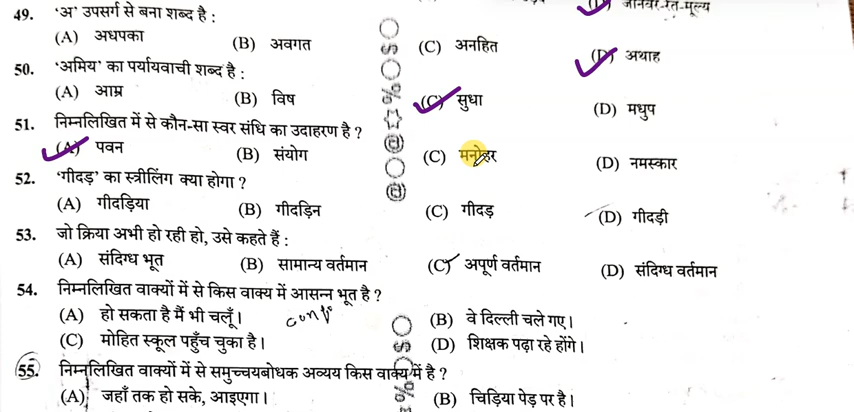 जानवर-रत-मूल्य
49. 'अ' उपसर्ग से बना शब्द है :
(A) अधपका (B) अवगत (C) अनहित (D) अथाह
50. 'अमिय' का पर्यायवाची शब्द है :
(A) आम्र (B) विष (C) सुधा (D) मधुप
51. निम्नलिखित में से कौन-सा स्वर संधि का उदाहरण है ?
(A) पवन (B) संयोग (C) मनोहर (D) नमस्कार
52. 'गीदड़' का स्त्रीलिंग क्या होगा ?
(A) गीदड़िया (B) गीदड़िन (C) गीदड़ (D) गीदड़ी
53. जो क्रिया अभी हो रही हो, उसे कहते हैं :
(A) संदिग्ध भूत (B) सामान्य वर्तमान (C) अपूर्ण वर्तमान (D) संदिग्ध वर्तमान
54. निम्नलिखित वाक्यों में से किस वाक्य में आसन्न भूत है ?
(A) हो सकता है मैं भी चलूँ। (B) वे दिल्ली चले गए।
(C) मोहित स्कूल पहुँच चुका है। (D) शिक्षक पढ़ा रहे होंगे।
55. निम्नलिखित वाक्यों में से समुच्चयबोधक अव्यय किस वाक्य में है ?
(A) जहाँ तक हो सके, आइएगा। (B) चिड़िया पेड़ पर है।